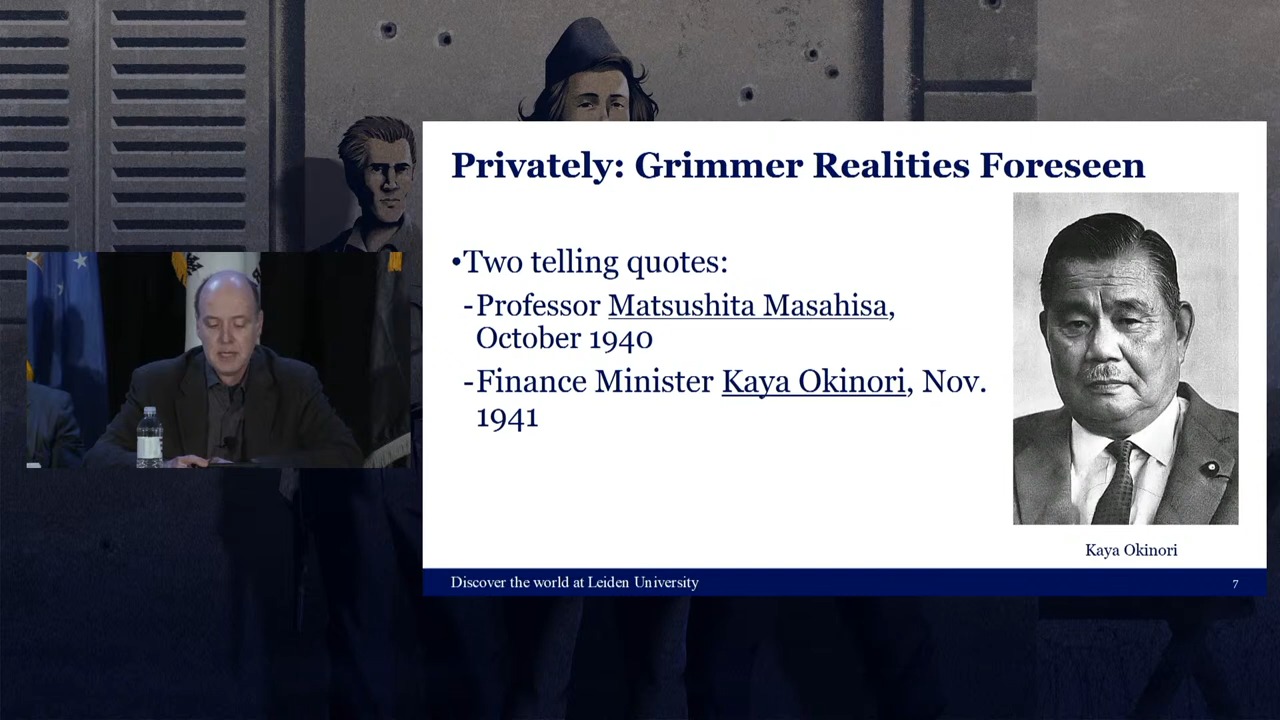 Privately: Grimmer Realities Foreseen
•Two telling quotes:
-Professor Matsushita Masahisa,
October 1940
-Finance Minister Kaya Okinori, Nov.
1941
Kaya Okinori
Discover the world at Leiden University
7